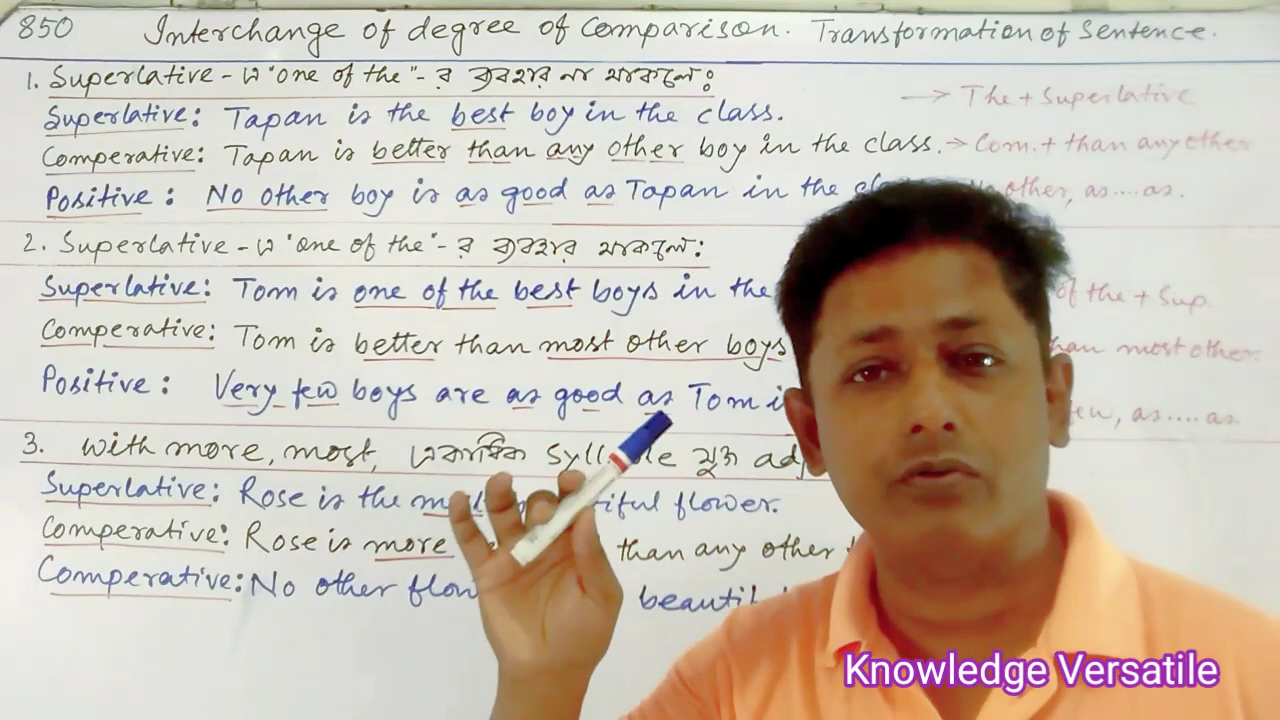 850 Interchange of degree of Comparison. Transformation of Sentence.
1. Superlative - এ "one of the" - র ব্যবহার না থাকলে:
→ The + Superlative
Superlative: Tapan is the best boy in the class.
Comperative: Tapan is better than any other boy in the class. → Com. + than any other
Positive: No other boy is as good as Tapan in the other, as....as.
2. Superlative - এ "one of the" - র ব্যবহার থাকলে:
Superlative: Tom is one of the best boys in the of the + Sup.
Comperative: Tom is better than most other boys than most other
Positive: Very few boys are as good as Tom , as....as.
3. with more, most, একাধিক যুক্ত
Superlative: Rose is the flower.
Comperative: Rose is more than any other
Comperative: No other
Knowledge Versatile